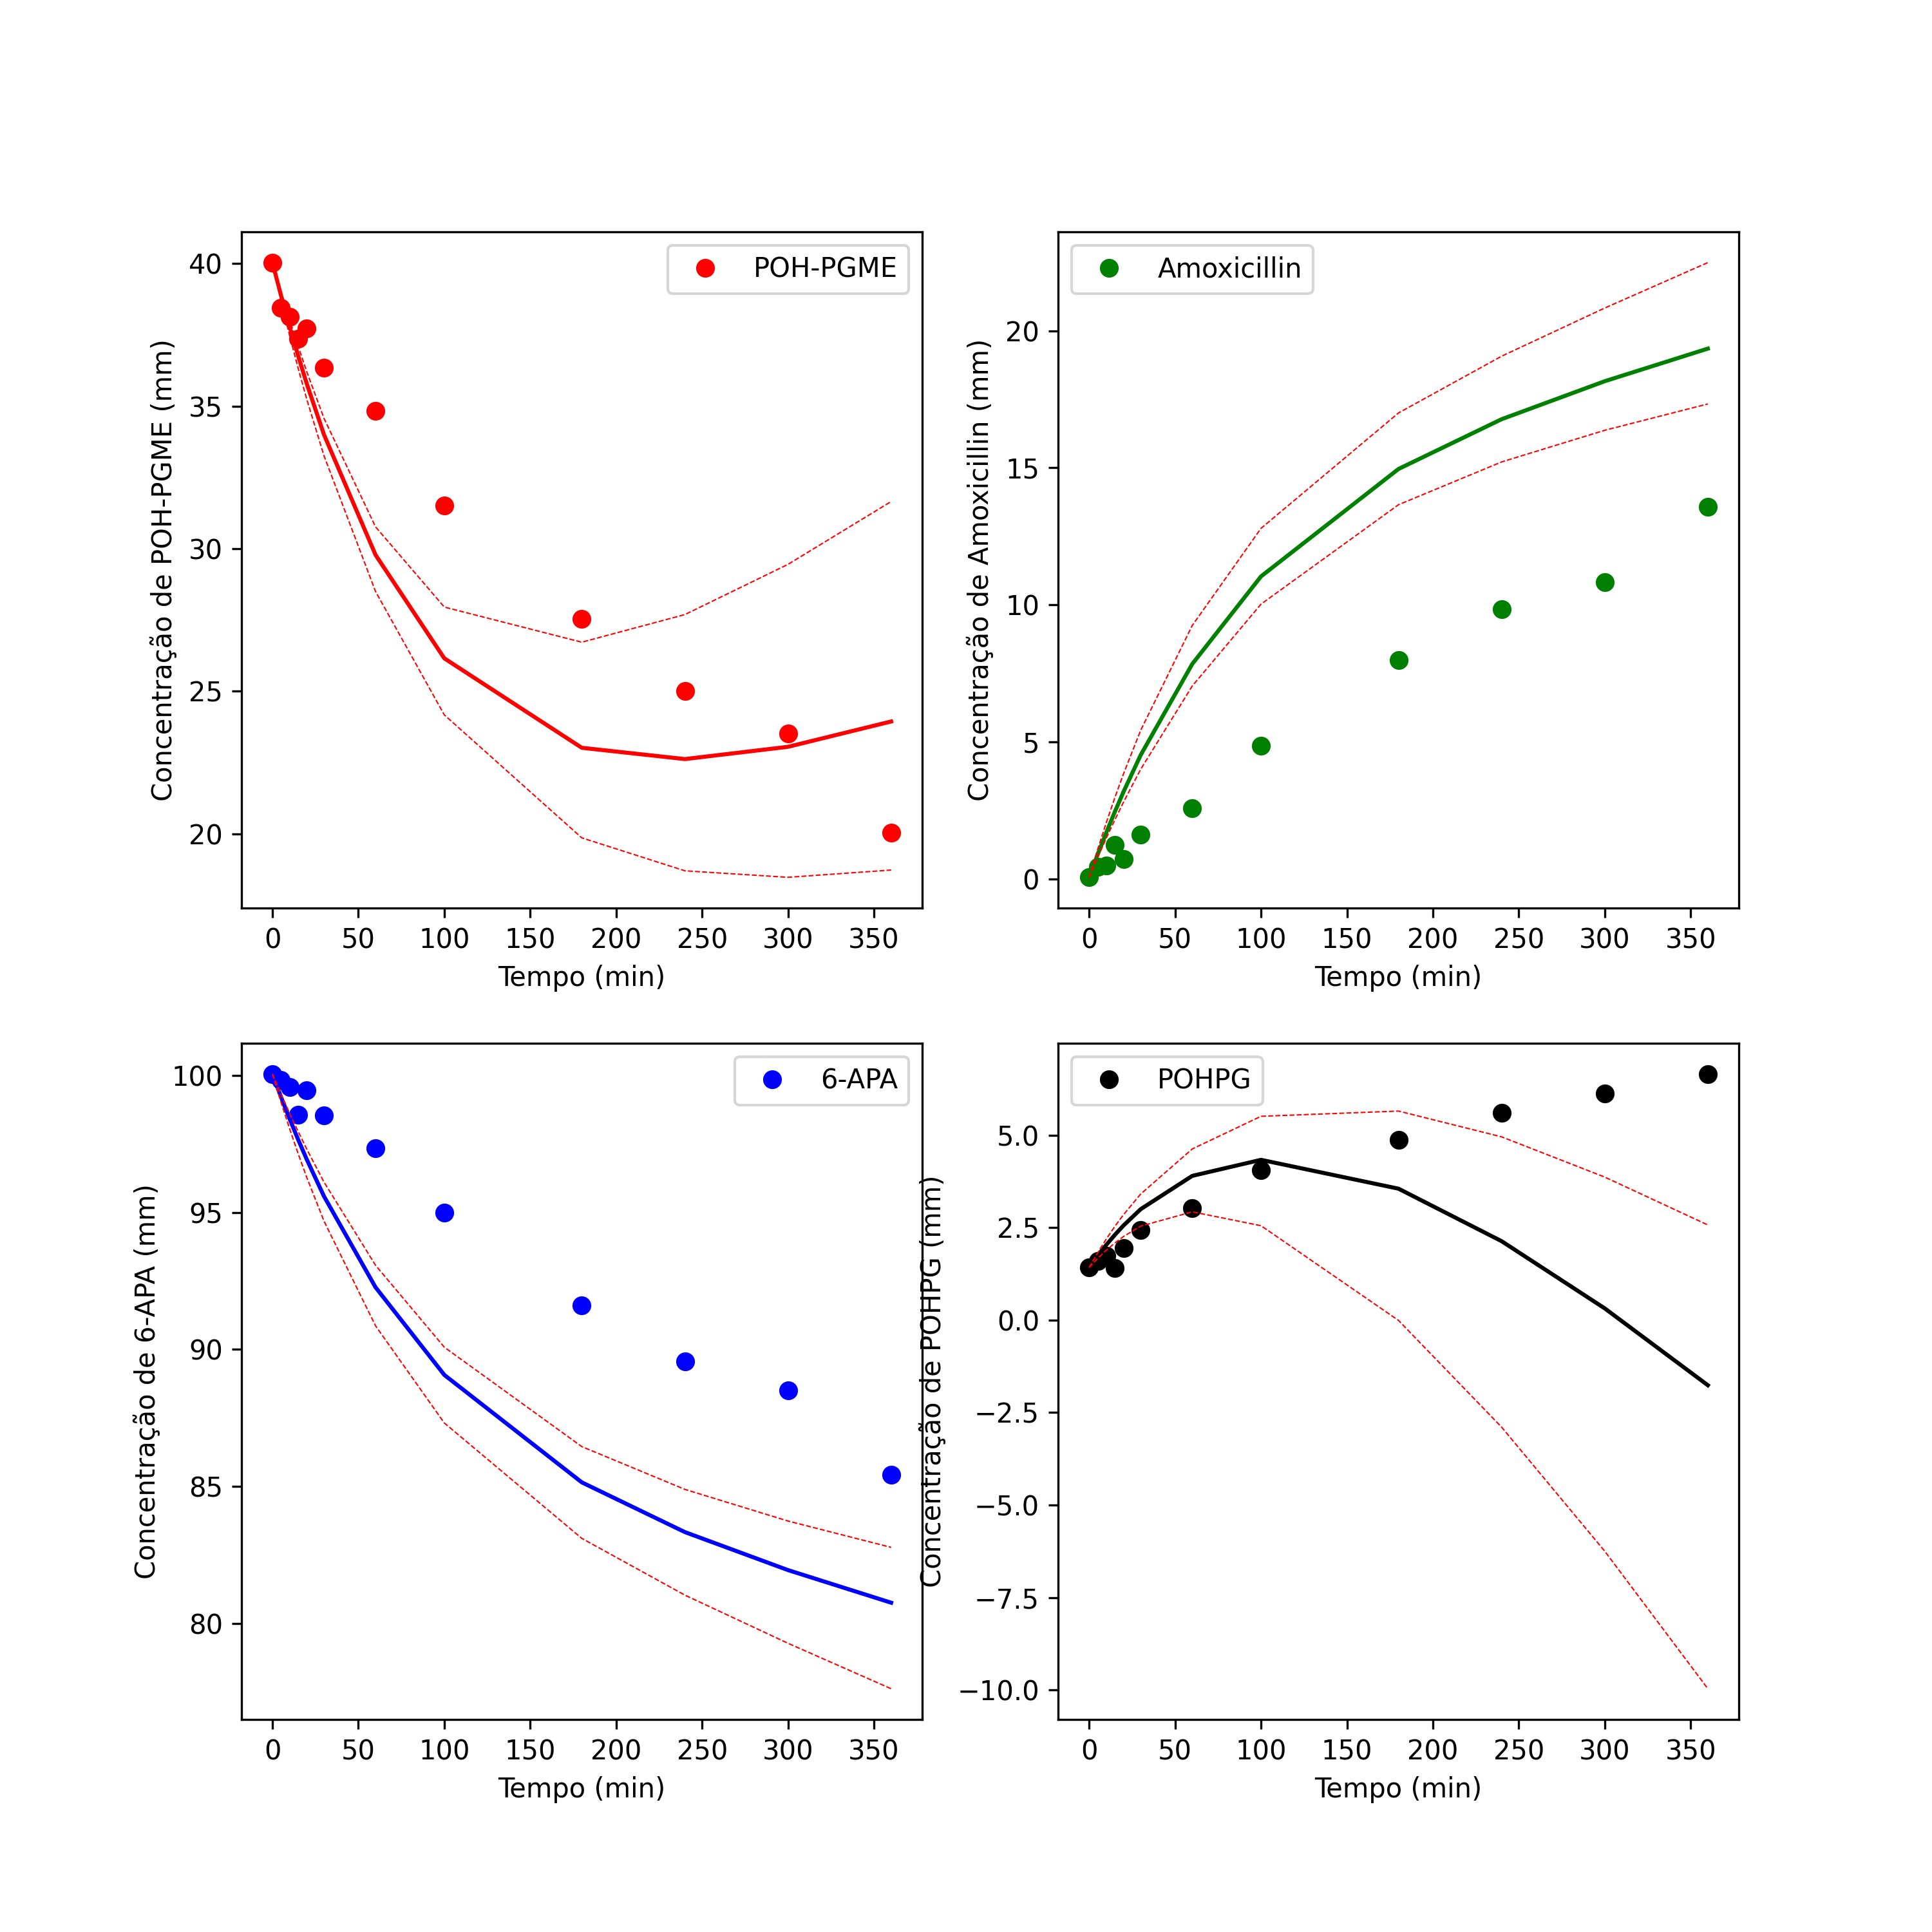 POH-PGME
Concentração de POH-PGME (mm)
40
35
30
25
20
0 50 100 150 200 250 300 350
Tempo (min)
Amoxicillin
Concentração de Amoxicillin (mm)
20
15
10
5
0
0 50 100 150 200 250 300 350
Tempo (min)
6-APA
Concentração de 6-APA (mm)
100
95
90
85
80
0 50 100 150 200 250 300 350
Tempo (min)
POHPG
Concentração de POHPG (mm)
5.0
2.5
0.0
−2.5
−5.0
−7.5
−10.0
0 50 100 150 200 250 300 350
Tempo (min)